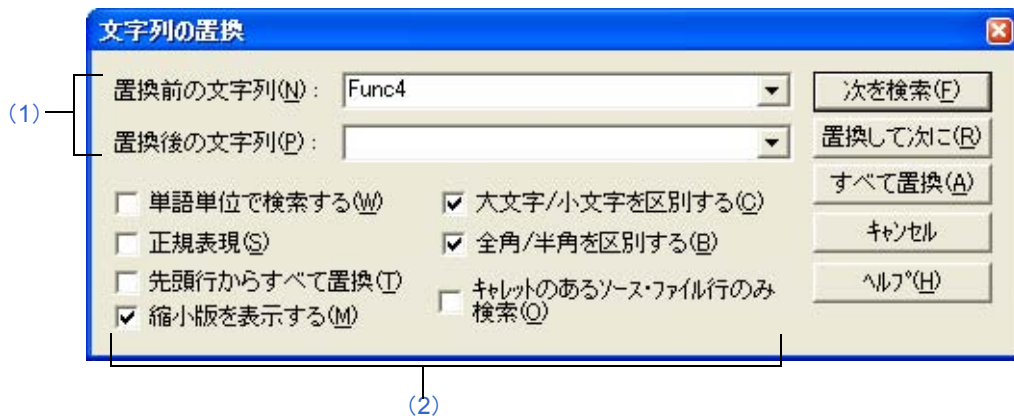 文字列の置換
(1)
置換前の文字列(N) : Func4
置換後の文字列(P) :
次を検索(F)
置換して次に(R)
すべて置換(A)
キャンセル
ヘルプ(H)
単語単位で検索する(W)
正規表現(S)
先頭行からすべて置換(T)
縮小版を表示する(M)
大文字/小文字を区別する(C)
全角/半角を区別する(B)
キャレットのあるソース・ファイル行のみ
検索(O)
(2)